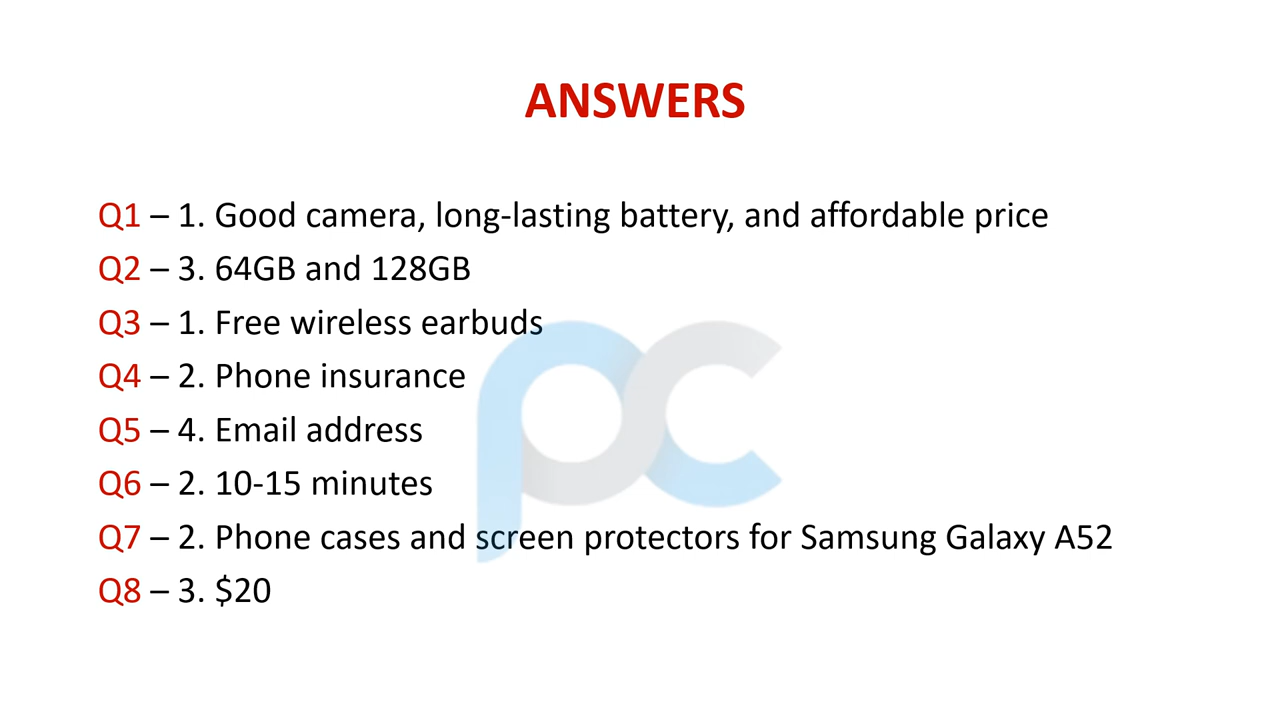 ANSWERS
Q1 – 1. Good camera, long-lasting battery, and affordable price
Q2 – 3. 64GB and 128GB
Q3 – 1. Free wireless earbuds
Q4 – 2. Phone insurance
Q5 – 4. Email address
Q6 – 2. 10-15 minutes
Q7 – 2. Phone cases and screen protectors for Samsung Galaxy A52
Q8 – 3. $20
pc